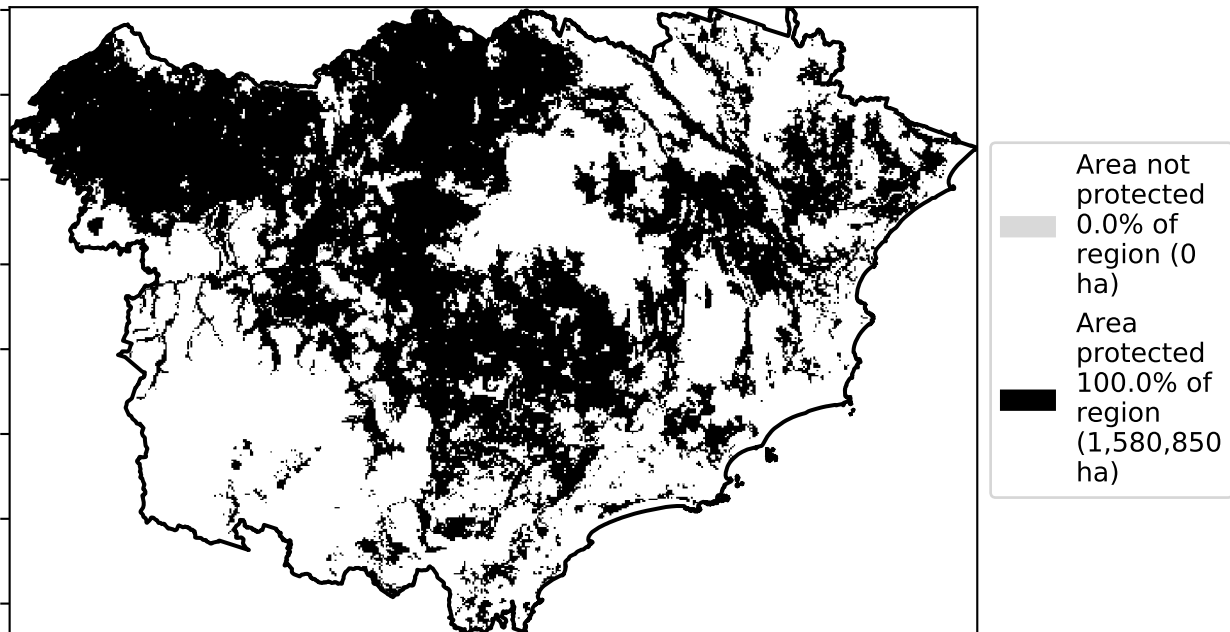 Area not
protected
0.0% of
region (0
ha)
Area
protected
100.0% of
region
(1,580,850
ha)